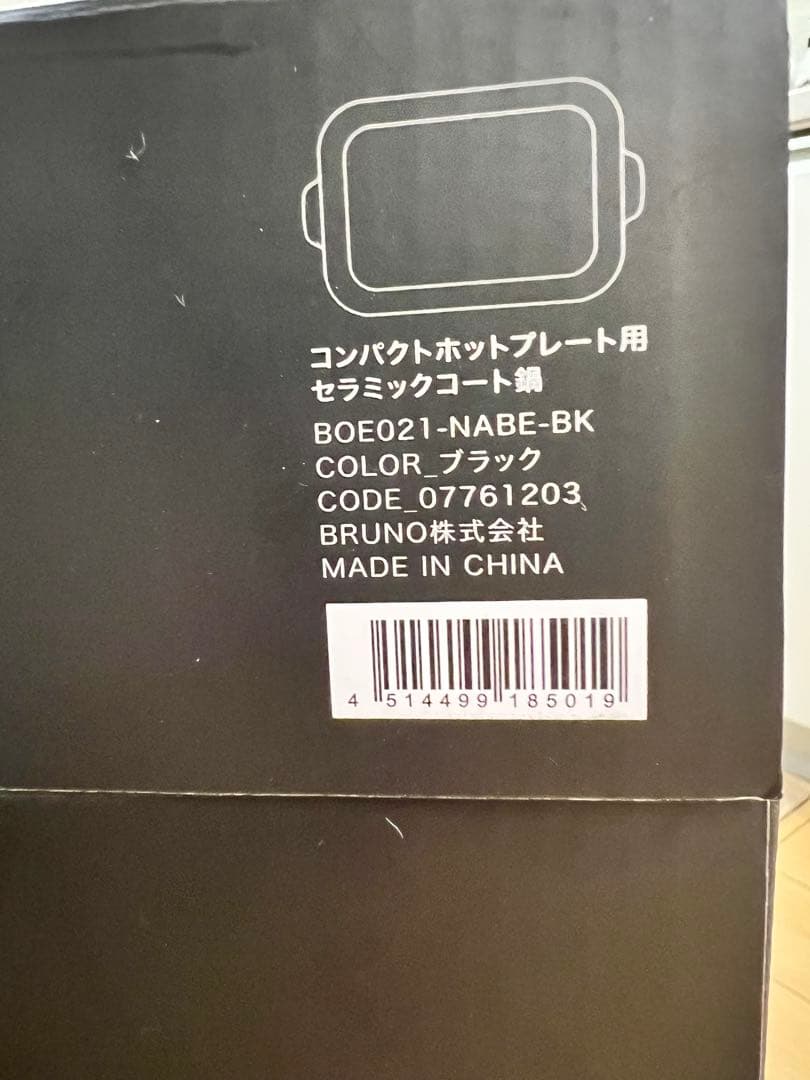 コンパクトホットプレート用
セラミックコート鍋
BOE021-NABE-BK
COLOR_ブラック
CODE_07761203
BRUNO株式会社
MADE IN CHINA
4 514499 185019